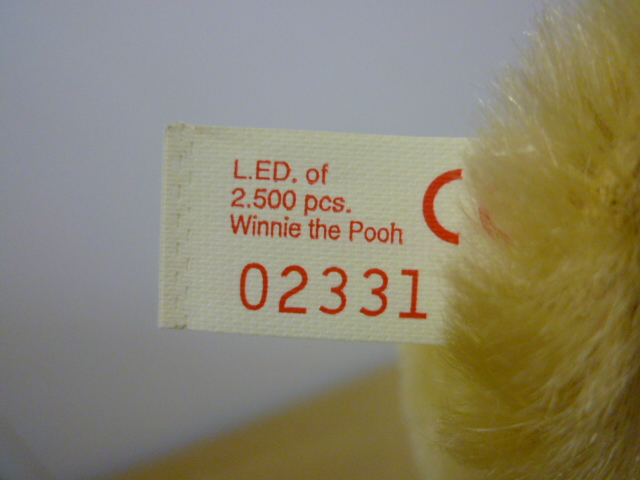 L.ED. of
2.500 pcs.
Winnie the Pooh
02331